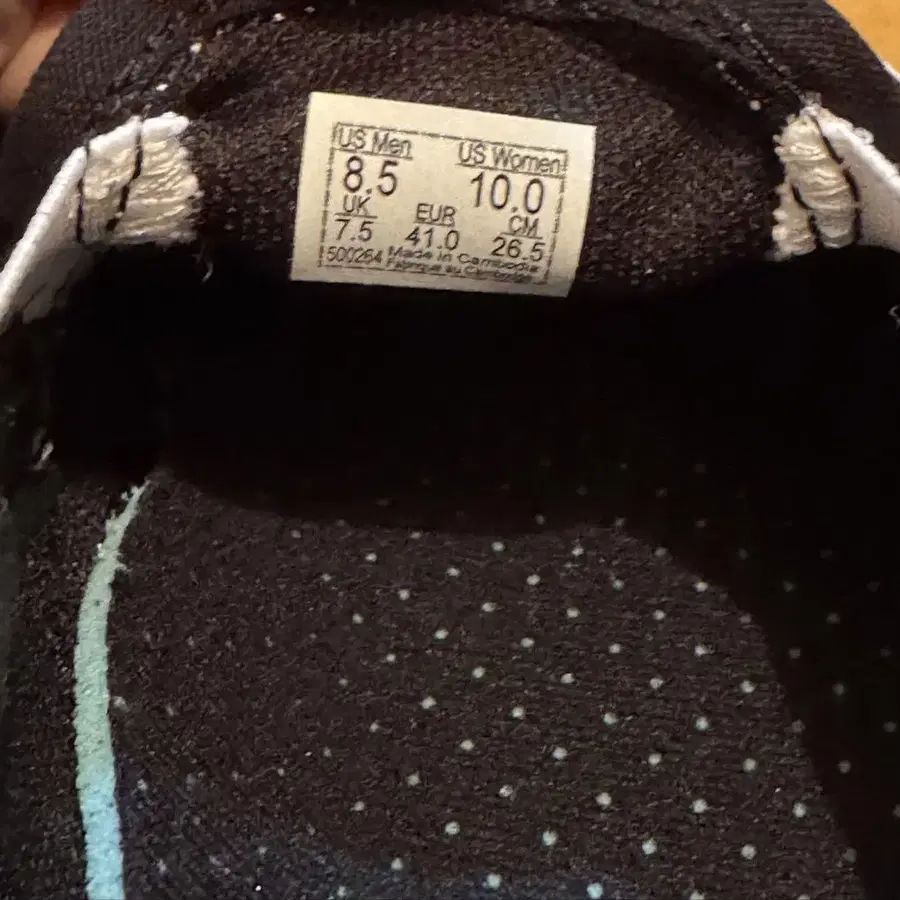 US Men US Women
8.5 10.0
UK EUR CM
7.5 41.0 26.5
500264 Made in Cambodia
Fabriqué au Cambodge